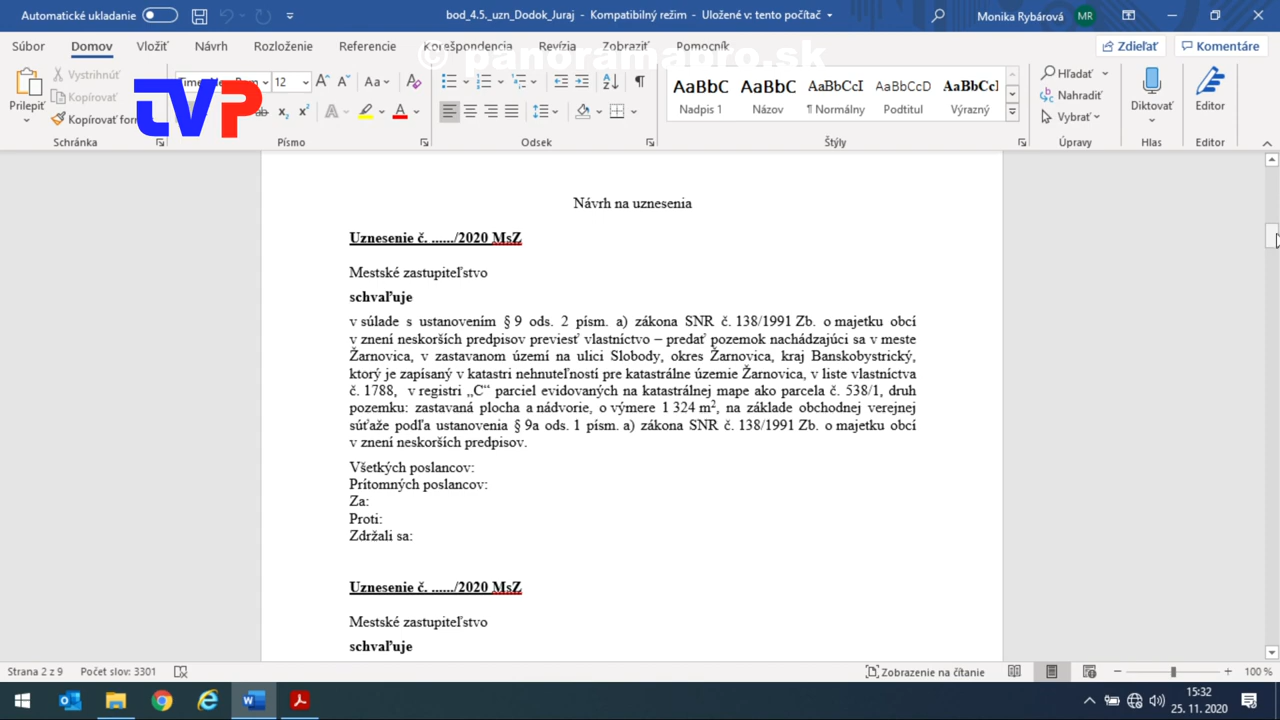 Automatické ukladanie
bod_4.5._uzn_Dodok_Juraj - Kompatibilný režim - Uložené v: tento počítač
Monika Rybárová
MR
Súbor
Domov
Vložiť
Návrh
Rozloženie
Referencie
Korešpondencia
Revízia
Zobraziť
Pomocník
Zdieľať
Komentáre
© panoramapro.sk
TVP
Prilepiť
Vystrihnúť
Kopírovať
Kopírovať form
Schránka
12
Aa
Písmo
Odsek
AaBbC
Nadpis 1
AaBbC
Názov
AaBbCcI
¶ Normálny
AaBbCcD
Podtitul
AaBbCcI
Výrazný
Štýly
Hľadať
Nahradiť
Vybrať
Úpravy
Diktovať
Hlas
Editor
Editor
Návrh na uznesenia
Uznesenie č. ....../2020 MsZ
Mestské zastupiteľstvo
schvaľuje
v súlade s ustanovením § 9 ods. 2 písm. a) zákona SNR č. 138/1991 Zb. o majetku obcí
v znení neskorších predpisov previesť vlastníctvo – predať pozemok nachádzajúci sa v meste
Žarnovica, v zastavanom území na ulici Slobody, okres Žarnovica, kraj Banskobystrický,
ktorý je zapísaný v katastri nehnuteľností pre katastrálne územie Žarnovica, v liste vlastníctva
č. 1788, v registri „C“ parciel evidovaných na katastrálnej mape ako parcela č. 538/1, druh
pozemku: zastavaná plocha a nádvorie, o výmere 1 324 m², na základe obchodnej verejnej
súťaže podľa ustanovenia § 9a ods. 1 písm. a) zákona SNR č. 138/1991 Zb. o majetku obcí
v znení neskorších predpisov.
Všetkých poslancov:
Prítomných poslancov:
Za:
Proti:
Zdržali sa:
Uznesenie č. ....../2020 MsZ
Mestské zastupiteľstvo
schvaľuje
Strana 2 z 9
Počet slov: 3301
Zobrazenie na čítanie
100 %
15:32
25. 11. 2020